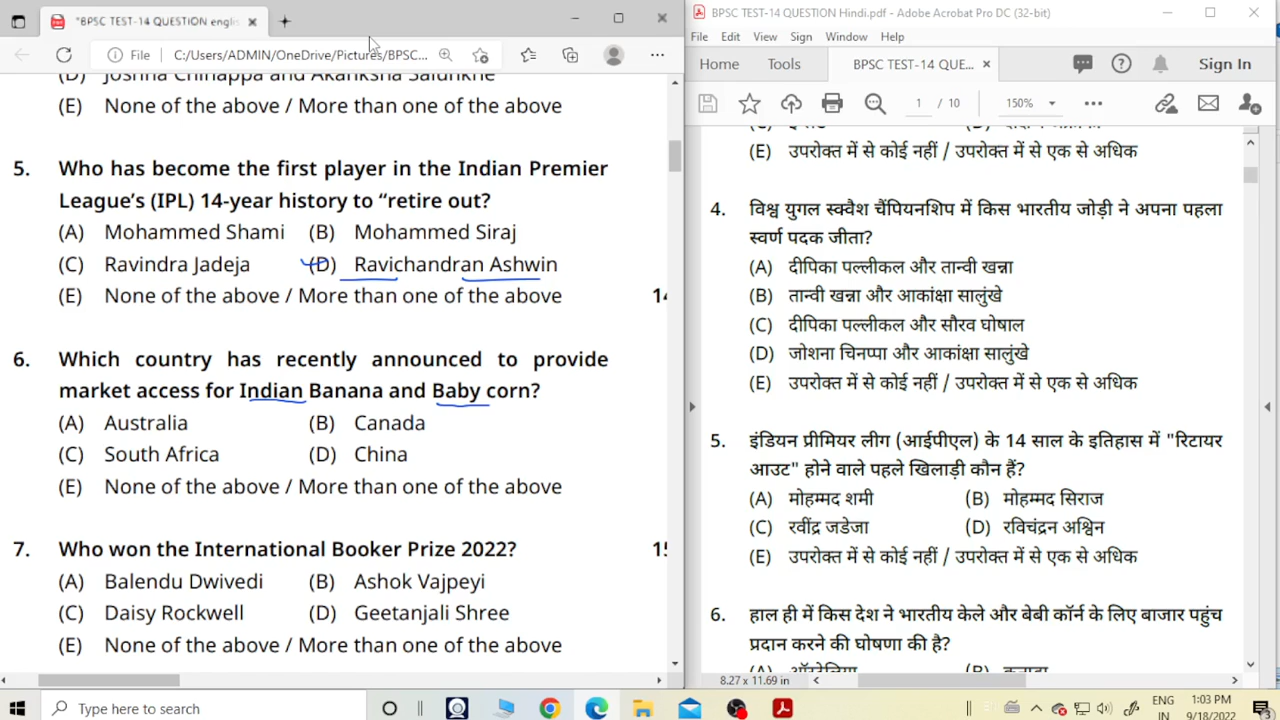 "BPSC TEST-14 QUESTION englis
File C:/Users/ADMIN/OneDrive/Pictures/BPSC...
(D) Joshna Chinappa and Akanksha Salunkhe
(E) None of the above / More than one of the above
5. Who has become the first player in the Indian Premier
League's (IPL) 14-year history to “retire out?
(A) Mohammed Shami (B) Mohammed Siraj
(C) Ravindra Jadeja (D) Ravichandran Ashwin
(E) None of the above / More than one of the above 14
6. Which country has recently announced to provide
market access for Indian Banana and Baby corn?
(A) Australia (B) Canada
(C) South Africa (D) China
(E) None of the above / More than one of the above
7. Who won the International Booker Prize 2022? 15
(A) Balendu Dwivedi (B) Ashok Vajpeyi
(C) Daisy Rockwell (D) Geetanjali Shree
(E) None of the above / More than one of the above
BPSC TEST-14 QUESTION Hindi.pdf - Adobe Acrobat Pro DC (32-bit)
File Edit View Sign Window Help
Home Tools BPSC TEST-14 QUE... Sign In
1 / 10 150%
(E) उपरोक्त में से कोई नहीं / उपरोक्त में से एक से अधिक
4. विश्व युगल स्क्वैश चैंपियनशिप में किस भारतीय जोड़ी ने अपना पहला
स्वर्ण पदक जीता?
(A) दीपिका पल्लीकल और तान्वी खन्ना
(B) तान्वी खन्ना और आकांक्षा सालुंखे
(C) दीपिका पल्लीकल और सौरव घोषाल
(D) जोशना चिनप्पा और आकांक्षा सालुंखे
(E) उपरोक्त में से कोई नहीं / उपरोक्त में से एक से अधिक
5. इंडियन प्रीमियर लीग (आईपीएल) के 14 साल के इतिहास में "रिटायर
आउट" होने वाले पहले खिलाड़ी कौन हैं?
(A) मोहम्मद शमी (B) मोहम्मद सिराज
(C) रवींद्र जडेजा (D) रविचंद्रन अश्विन
(E) उपरोक्त में से कोई नहीं / उपरोक्त में से एक से अधिक
6. हाल ही में किस देश ने भारतीय केले और बेबी कॉर्न के लिए बाजार पहुंच
प्रदान करने की घोषणा की है?
(A) ऑस्ट्रेलिया (B) कनाडा
8.27 x 11.69 in
Type here to search
ENG
IN
1:03 PM
9/18/2022